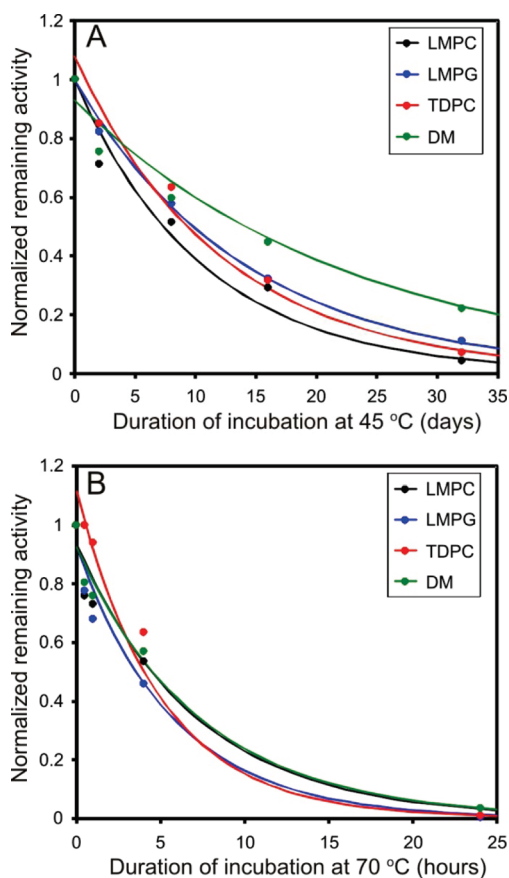 A
LMPC
LMPG
TDPC
DM
Normalized remaining activity
1.2
1
0.8
0.6
0.4
0.2
0
0 5 10 15 20 25 30 35
Duration of incubation at 45 °C (days)
B
LMPC
LMPG
TDPC
DM
Normalized remaining activity
1.2
1
0.8
0.6
0.4
0.2
0
0 5 10 15 20 25
Duration of incubation at 70 °C (hours)